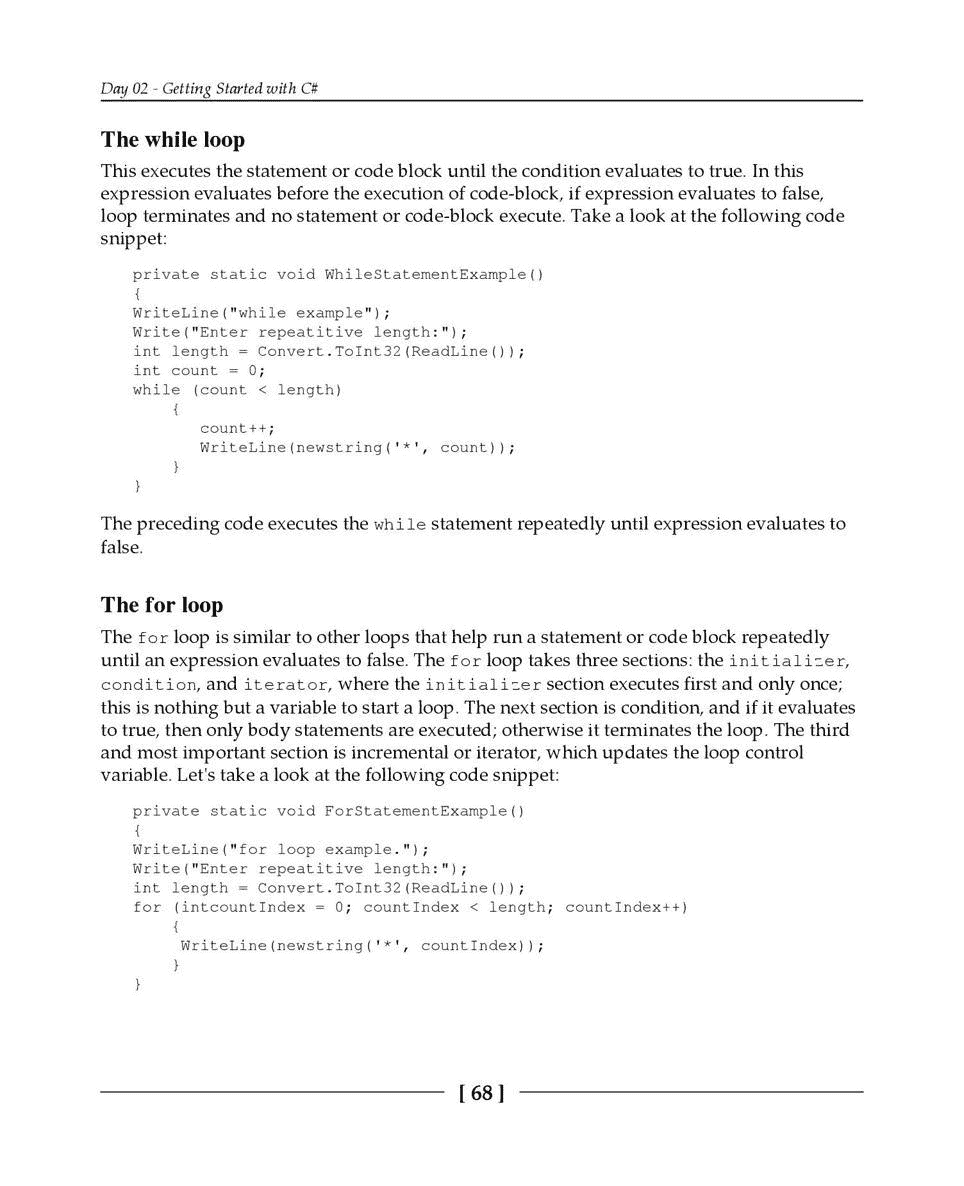 Day 02 - Getting Started with C#
The while loop
This executes the statement or code block until the condition evaluates to true. In this
expression evaluates before the execution of code-block, if expression evaluates to false,
loop terminates and no statement or code-block execute. Take a look at the following code
snippet:
private static void WhileStatementExample()
{
WriteLine("while example");
Write("Enter repeatitive length:");
int length = Convert.ToInt32(ReadLine());
int count = 0;
while (count < length)
{
count++;
WriteLine(newstring('*', count));
}
}
The preceding code executes the while statement repeatedly until expression evaluates to
false.
The for loop
The for loop is similar to other loops that help run a statement or code block repeatedly
until an expression evaluates to false. The for loop takes three sections: the initializer,
condition, and iterator, where the initializer section executes first and only once;
this is nothing but a variable to start a loop. The next section is condition, and if it evaluates
to true, then only body statements are executed; otherwise it terminates the loop. The third
and most important section is incremental or iterator, which updates the loop control
variable. Let's take a look at the following code snippet:
private static void ForStatementExample()
{
WriteLine("for loop example.");
Write("Enter repeatitive length:");
int length = Convert.ToInt32(ReadLine());
for (intcountIndex = 0; countIndex < length; countIndex++)
{
WriteLine(newstring('*', countIndex));
}
}
[ 68 ]